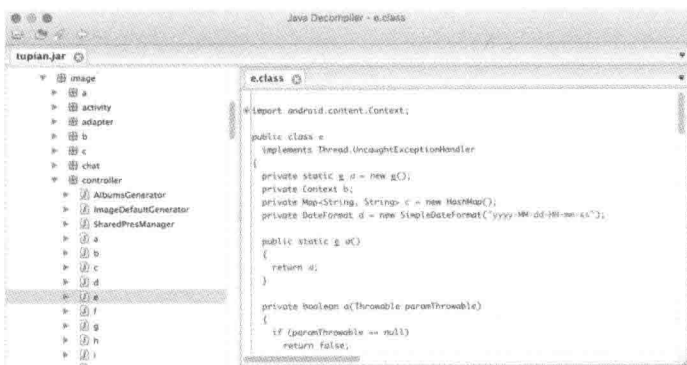 Java Decompiler - e.class
tupian.jar
image
a
activity
adapter
b
c
chat
controller
AlbumsGenerator
ImageDefaultGenerator
SharedPresManager
a
b
c
d
e
f
g
h
i
e.class
import android.content.Context;
public class e
implements Thread.UncaughtExceptionHandler
{
private static e a = new e();
private Context b;
private Map<String, String> c = new HashMap();
private DateFormat d = new SimpleDateFormat("yyyy-MM-dd-HH-mm-ss");
public static e a()
{
return a;
}
private boolean a(Throwable paramThrowable)
{
if (paramThrowable == null)
return false;